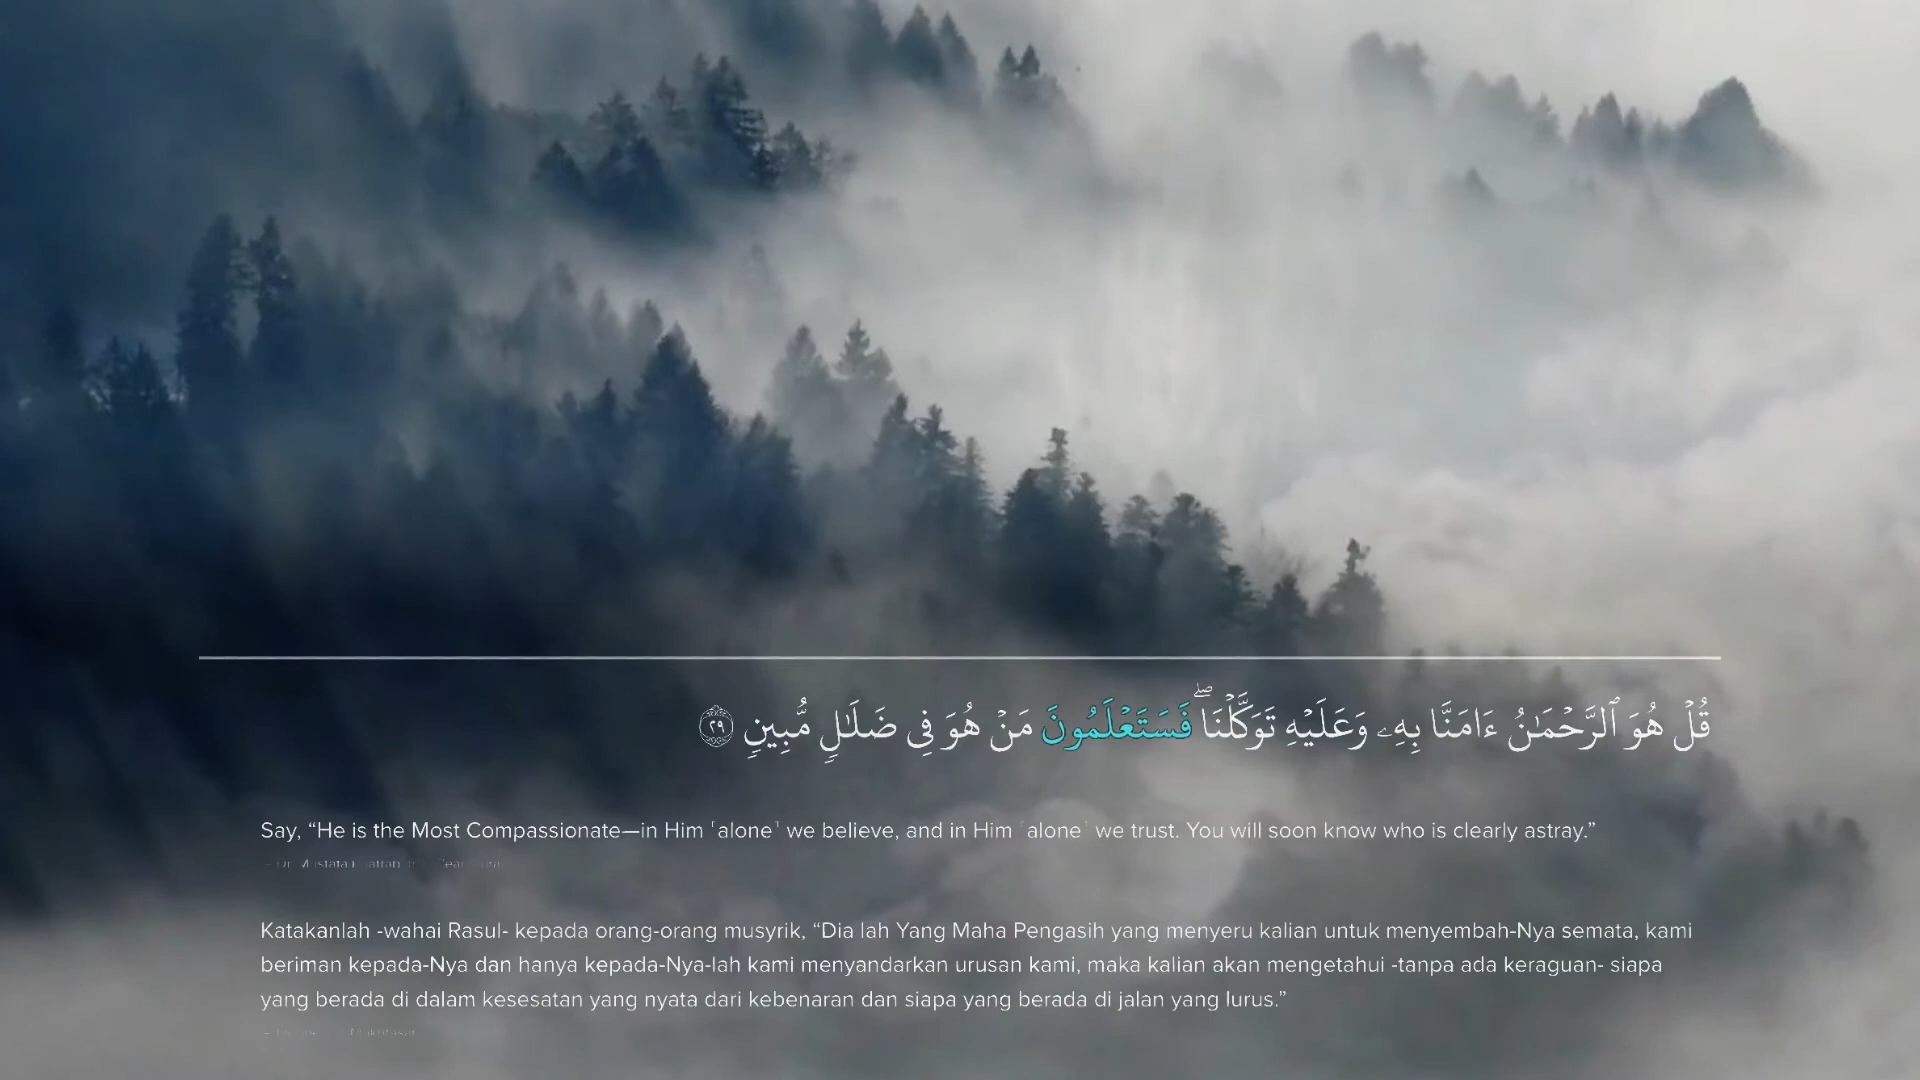 قُلْ هُوَ ٱلرَّحْمَـٰنُ ءَامَنَّا بِهِۦ وَعَلَيْهِ تَوَكَّلْنَا ۖ فَسَتَعْلَمُونَ مَنْ هُوَ فِى ضَلَـٰلٍ مُّبِينٍ ٢٩
Say, “He is the Most Compassionate—in Him ˹alone˺ we believe, and in Him ˹alone˺ we trust. You will soon know who is clearly astray.”
Katakanlah -wahai Rasul- kepada orang-orang musyrik, “Dia lah Yang Maha Pengasih yang menyeru kalian untuk menyembah-Nya semata, kami
beriman kepada-Nya dan hanya kepada-Nya-lah kami menyandarkan urusan kami, maka kalian akan mengetahui -tanpa ada keraguan- siapa
yang berada di dalam kesesatan yang nyata dari kebenaran dan siapa yang berada di jalan yang lurus.”